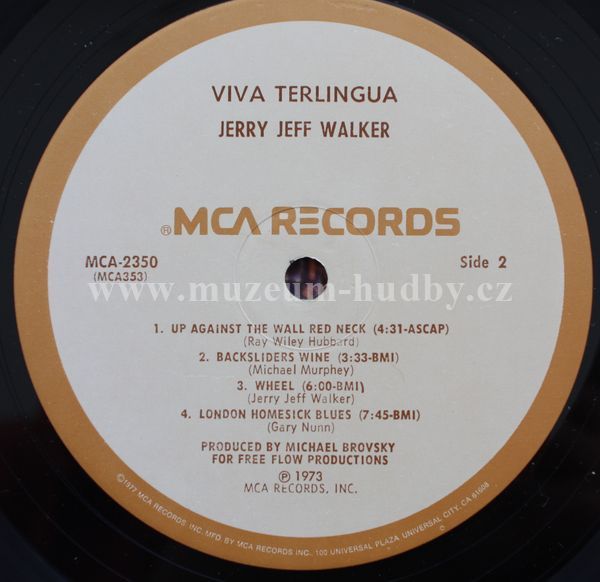 VIVA TERLINGUA
JERRY JEFF WALKER
®MCA RECORDS
MCA-2350
(MCA353)
Side 2
www.muzeum-hudby.cz
1. UP AGAINST THE WALL RED NECK (4:31-ASCAP)
(Ray Wiley Hubbard)
2. BACKSLIDERS WINE (3:33-BMI)
(Michael Murphey)
3. WHEEL (6:00-BMI)
(Jerry Jeff Walker)
4. LONDON HOMESICK BLUES (7:45-BMI)
(Gary Nunn)
PRODUCED BY MICHAEL BROVSKY
FOR FREE FLOW PRODUCTIONS
℗ 1973
MCA RECORDS, INC.
©1977 MCA RECORDS, INC. MFD. BY MCA RECORDS INC. 100 UNIVERSAL PLAZA, UNIVERSAL CITY, CA 91608